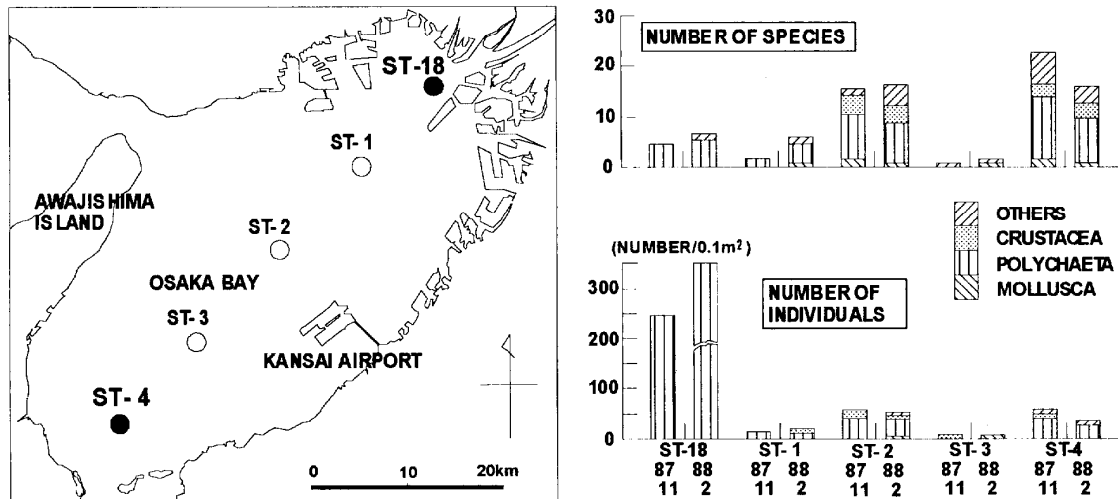 ST-18
ST-1
AWAJISHIMA
ISLAND
ST-2
OSAKA BAY
ST-3
KANSAI AIRPORT
ST-4
0 10 20km
NUMBER OF SPECIES
30
20
10
0
OTHERS
CRUSTACEA
POLYCHAETA
MOLLUSCA
(NUMBER/0.1m²)
NUMBER OF
INDIVIDUALS
300
200
100
0
ST-18 ST-1 ST-2 ST-3 ST-4
87 88 87 88 87 88 87 88 87 88
11 2 11 2 11 2 11 2 11 2